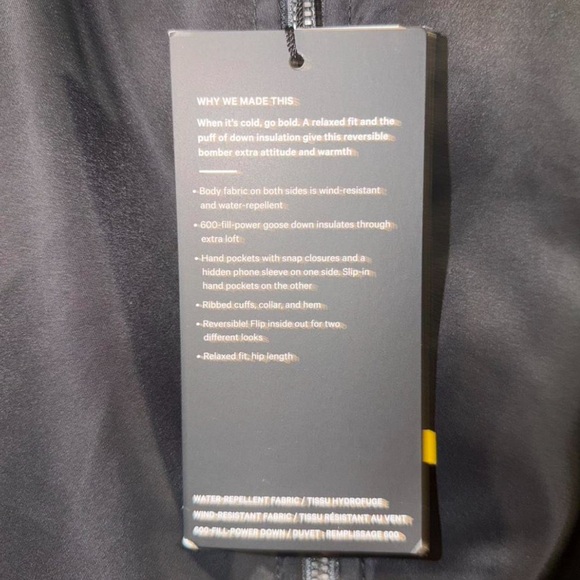 WHY WE MADE THIS
When it's cold, go bold. A relaxed fit and the
puff of down insulation give this reversible
bomber extra attitude and warmth
• Body fabric on both sides is wind-resistant
and water-repellent
• 600-fill-power goose down insulates through
extra loft
• Hand pockets with snap closures and a
hidden phone sleeve on one side. Slip-in
hand pockets on the other
• Ribbed cuffs, collar, and hem
• Reversible! Flip inside out for two
different looks
• Relaxed fit; hip length
WATER-REPELLENT FABRIC / TISSU HYDROFUGE
WIND-RESISTANT FABRIC / TISSU RÉSISTANT AU VENT
600-FILL-POWER DOWN / DUVET : REMPLISSAGE 600